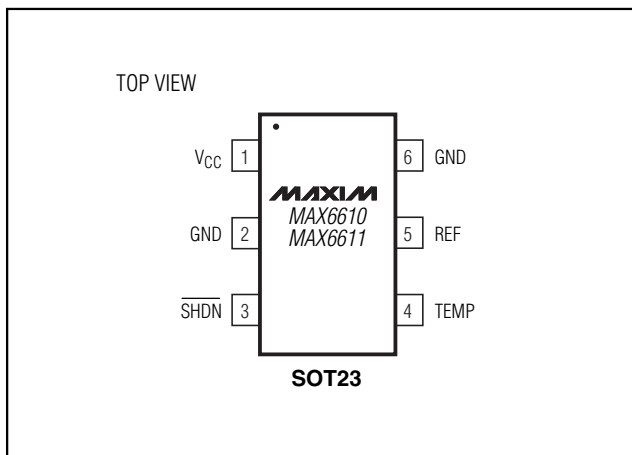 TOP VIEW
VCC 1
6 GND
MAXIM
MAX6610
MAX6611
GND 2
5 REF
SHDN 3
4 TEMP
SOT23